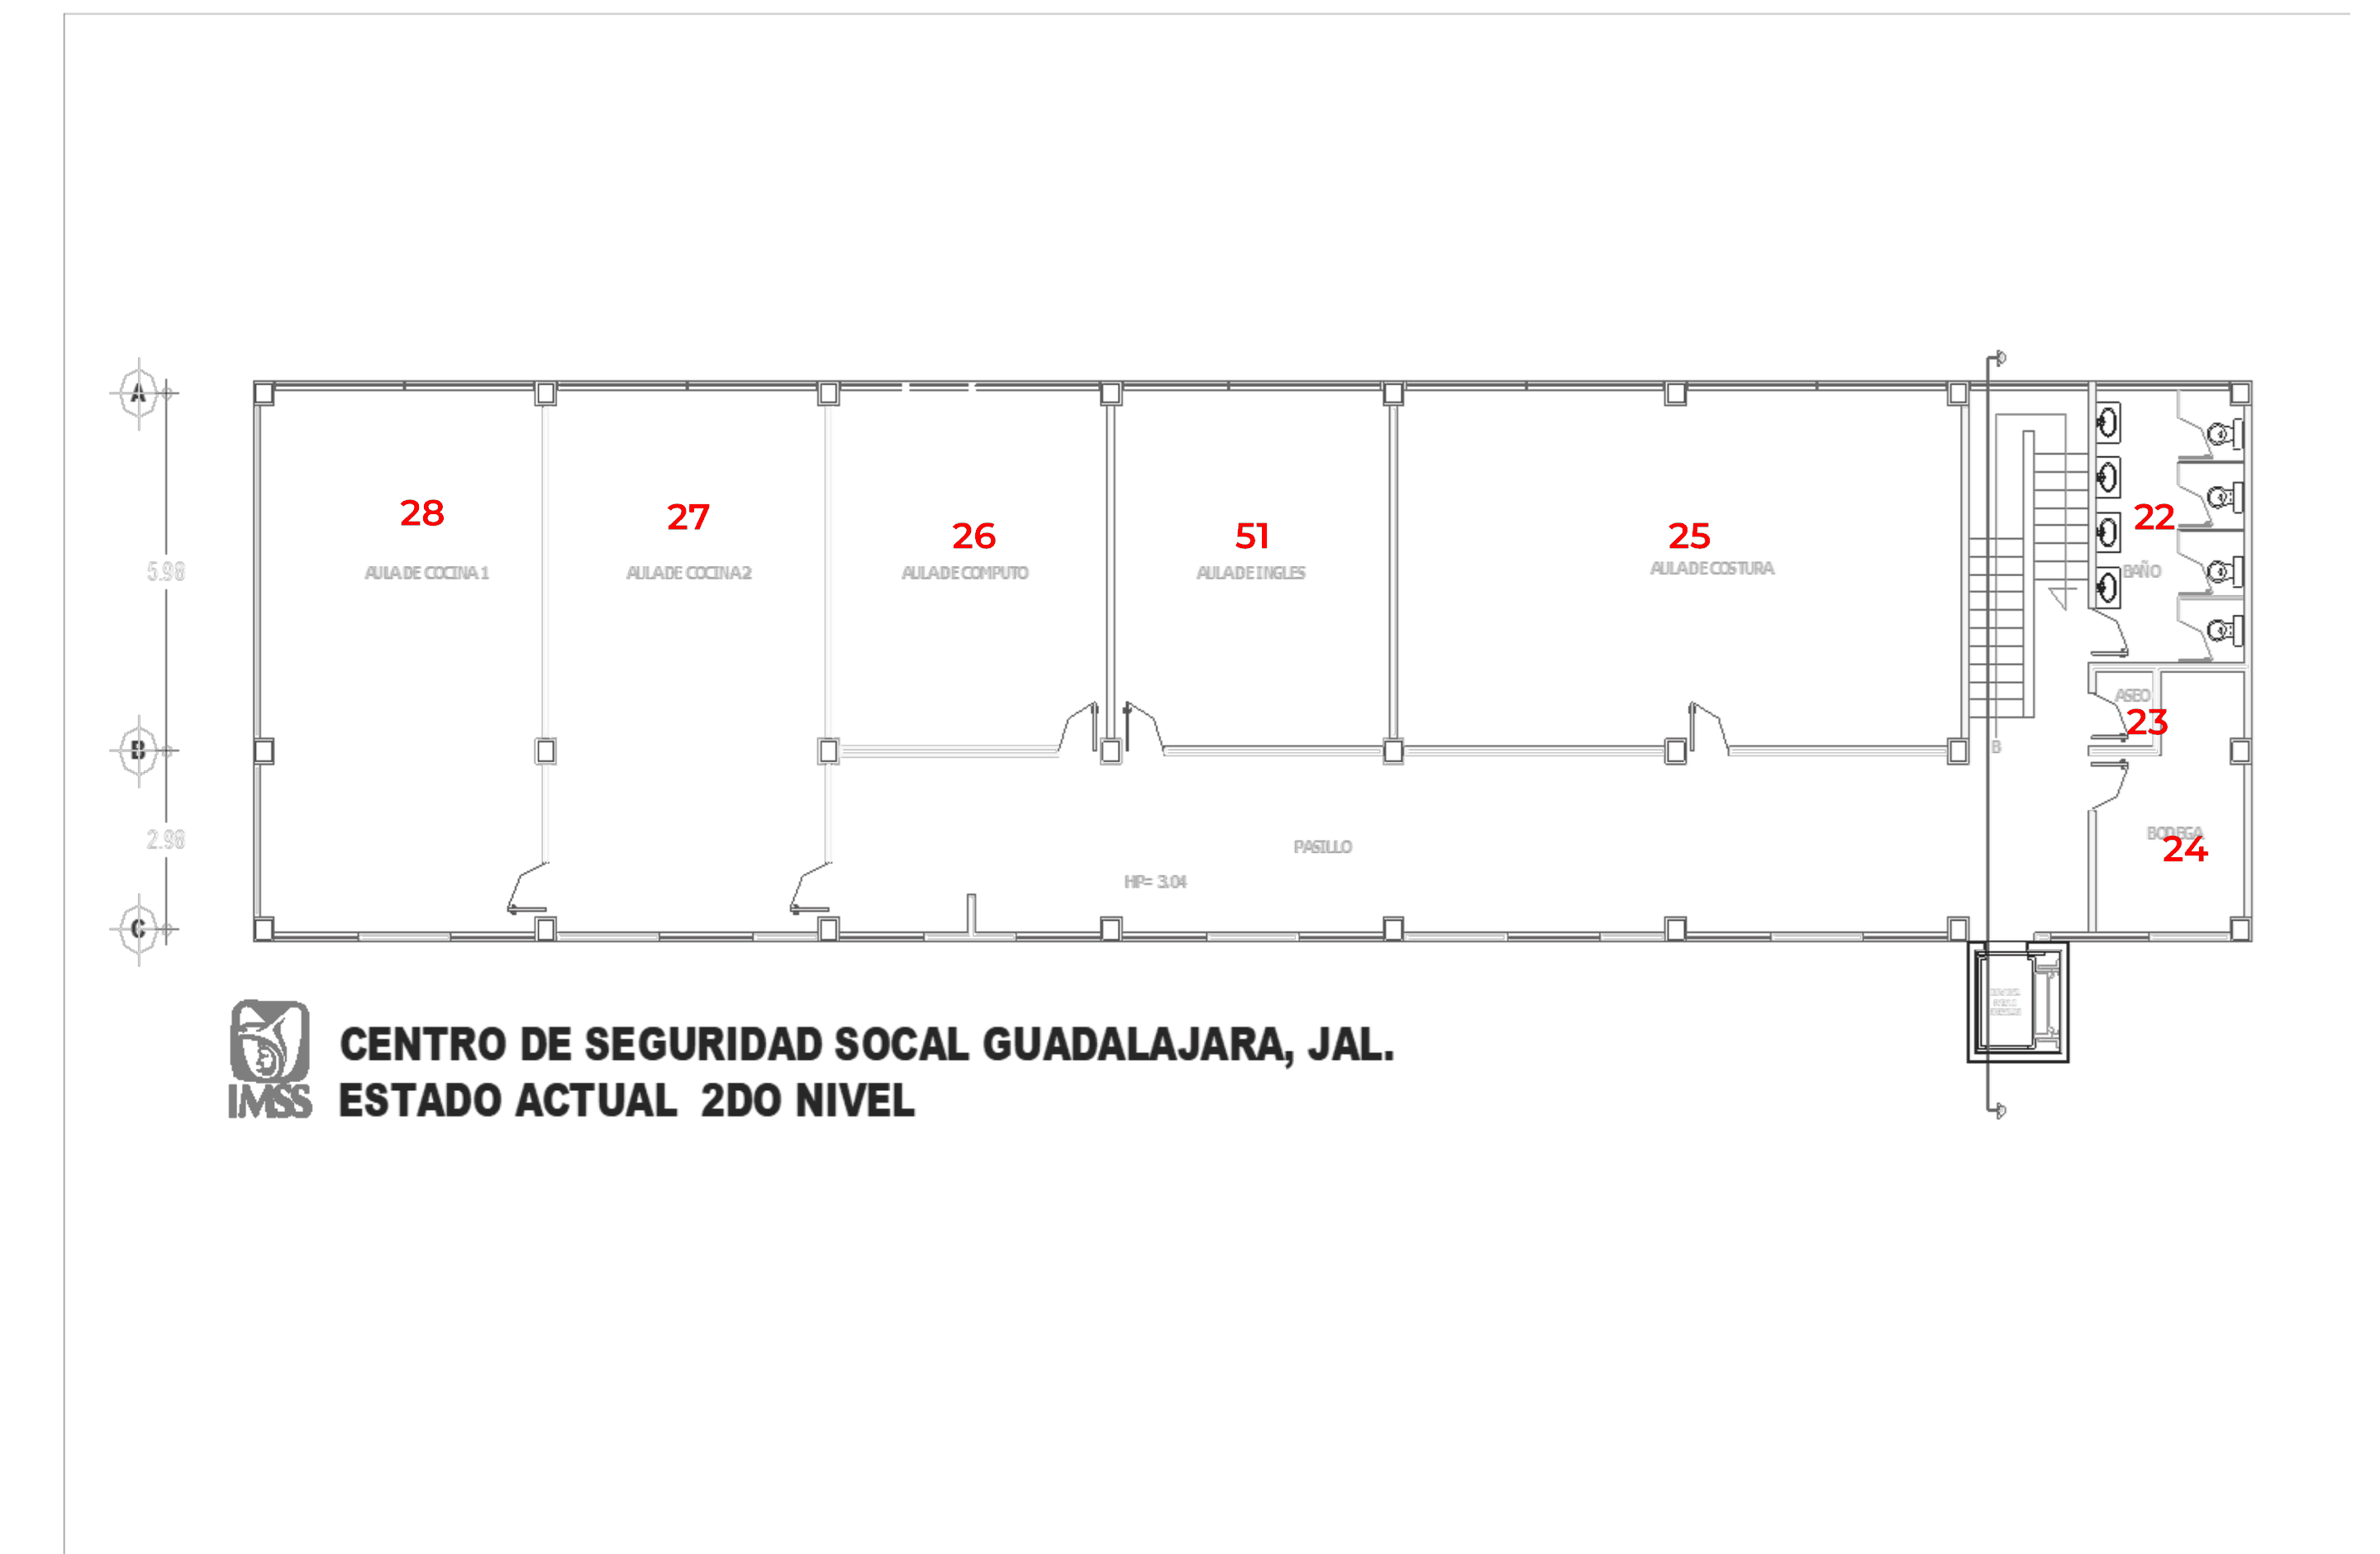 A
B
C
5.98
2.98
28
AULA DE COCINA 1
27
AULA DE COCINA 2
26
AULA DE COMPUTO
51
AULA DE INGLES
25
AULA DE COSTURA
22
BAÑO
ASEO
23
B
BODEGA
24
PASILLO
HP= 3.04
IMSS
CENTRO DE SEGURIDAD SOCAL GUADALAJARA, JAL.
ESTADO ACTUAL 2DO NIVEL